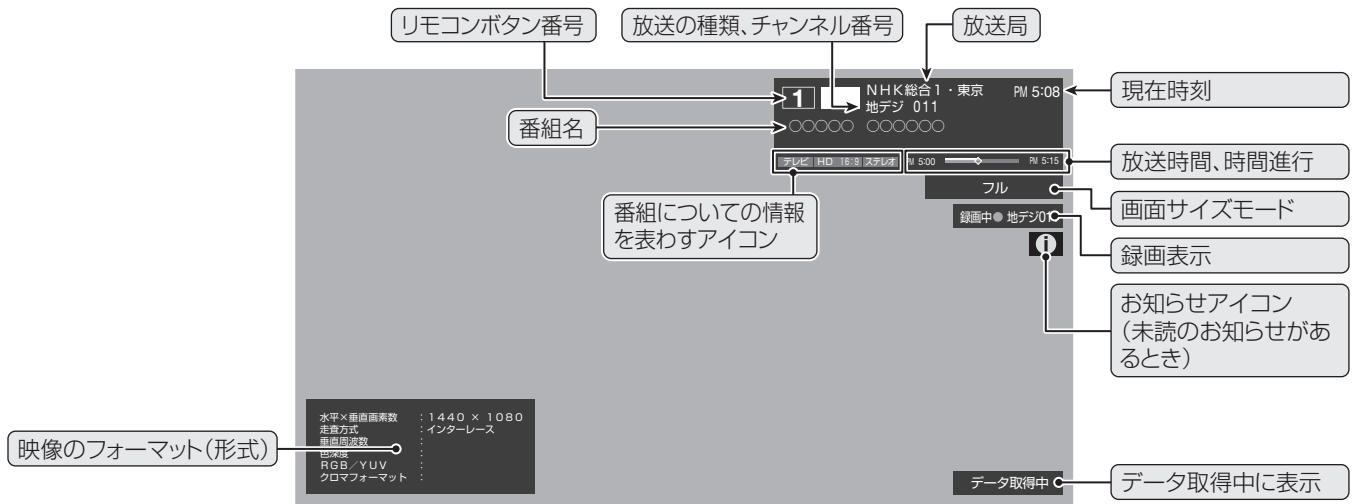 リモコンボタン番号
放送の種類、チャンネル番号
放送局
1
NHK総合1・東京
PM 5:08
地デジ 011
現在時刻
番組名
○○○○○ ○○○○○○
テレビ HD 16:9 ステレオ
PM 5:00
PM 5:15
放送時間、時間進行
フル
画面サイズモード
番組についての情報
を表わすアイコン
録画中● 地デジ01
録画表示
i
お知らせアイコン
(未読のお知らせがあ
るとき)
水平×垂直画素数 :1440 × 1080
走査方式 :インターレース
垂直周波数 :
色深度 :
RGB/YUV :
クロマフォーマット :
映像のフォーマット(形式)
データ取得中
データ取得中に表示